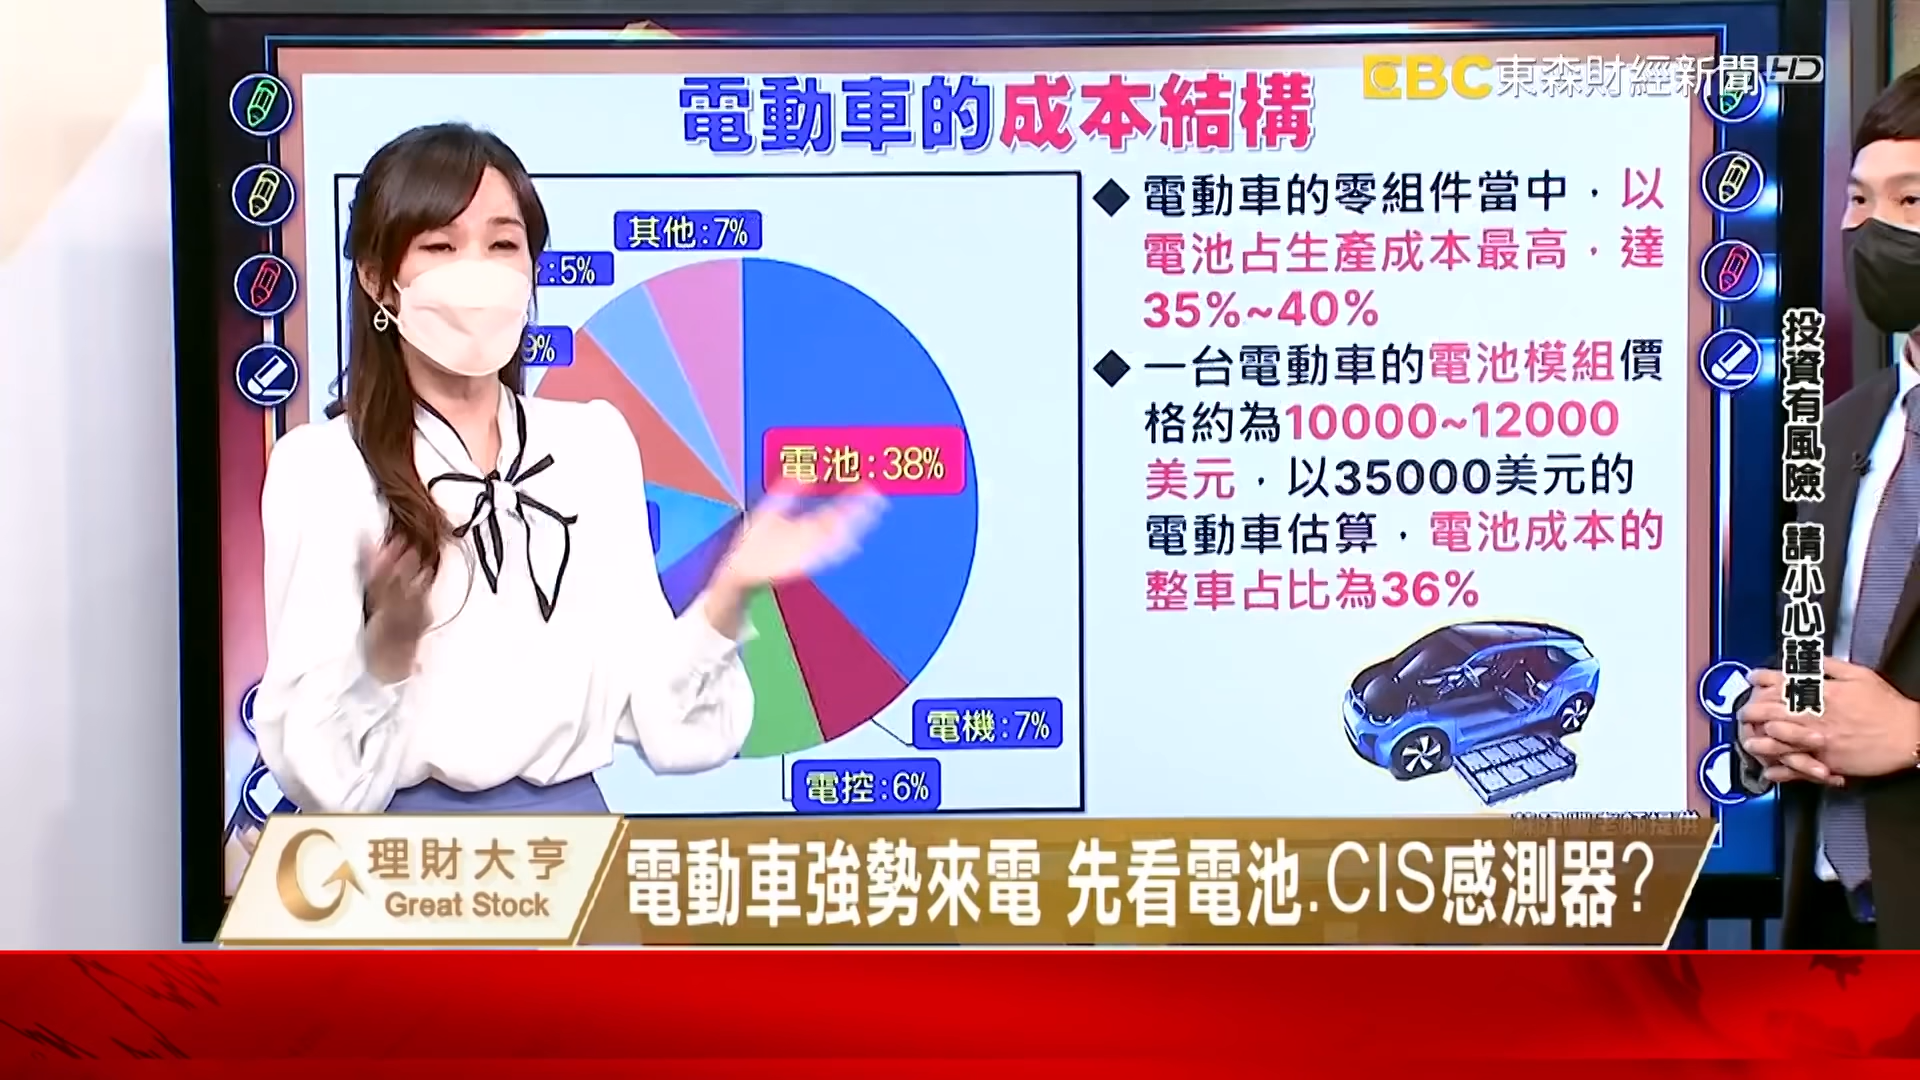 電動車的成本結構
EBC東森財經新聞HD
其他:7%
:5%
9%
電池:38%
電機:7%
電控:6%
◆電動車的零組件當中，以
電池占生產成本最高，達
35%~40%
◆一台電動車的電池模組價
格約為10000~12000
美元，以35000美元的
電動車估算，電池成本的
整車占比為36%
投資有風險 請小心謹慎
理財大亨
Great Stock
電動車強勢來電 先看電池.CIS感測器?